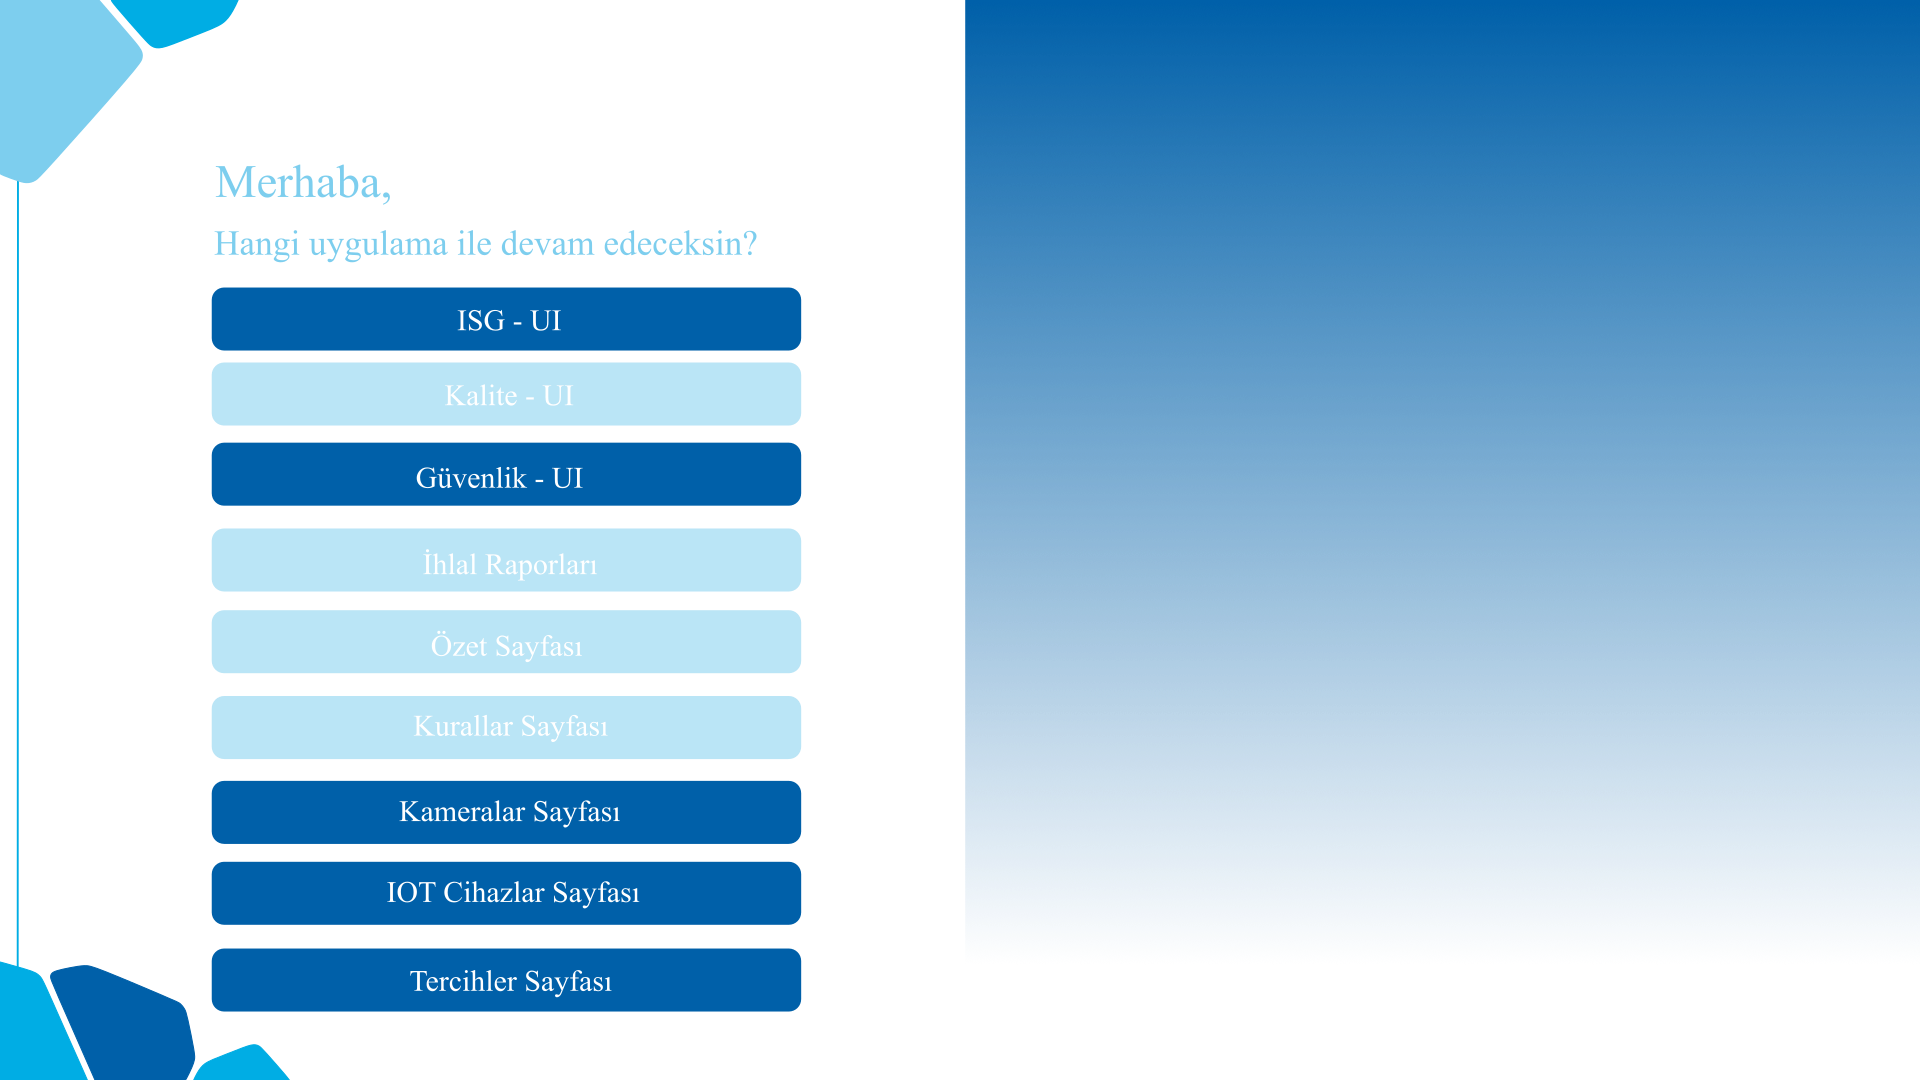 Merhaba,
Hangi uygulama ile devam edeceksin?
ISG - UI
Kalite - UI
Güvenlik - UI
İhlal Raporları
Özet Sayfası
Kurallar Sayfası
Kameralar Sayfası
IOT Cihazlar Sayfası
Tercihler Sayfası